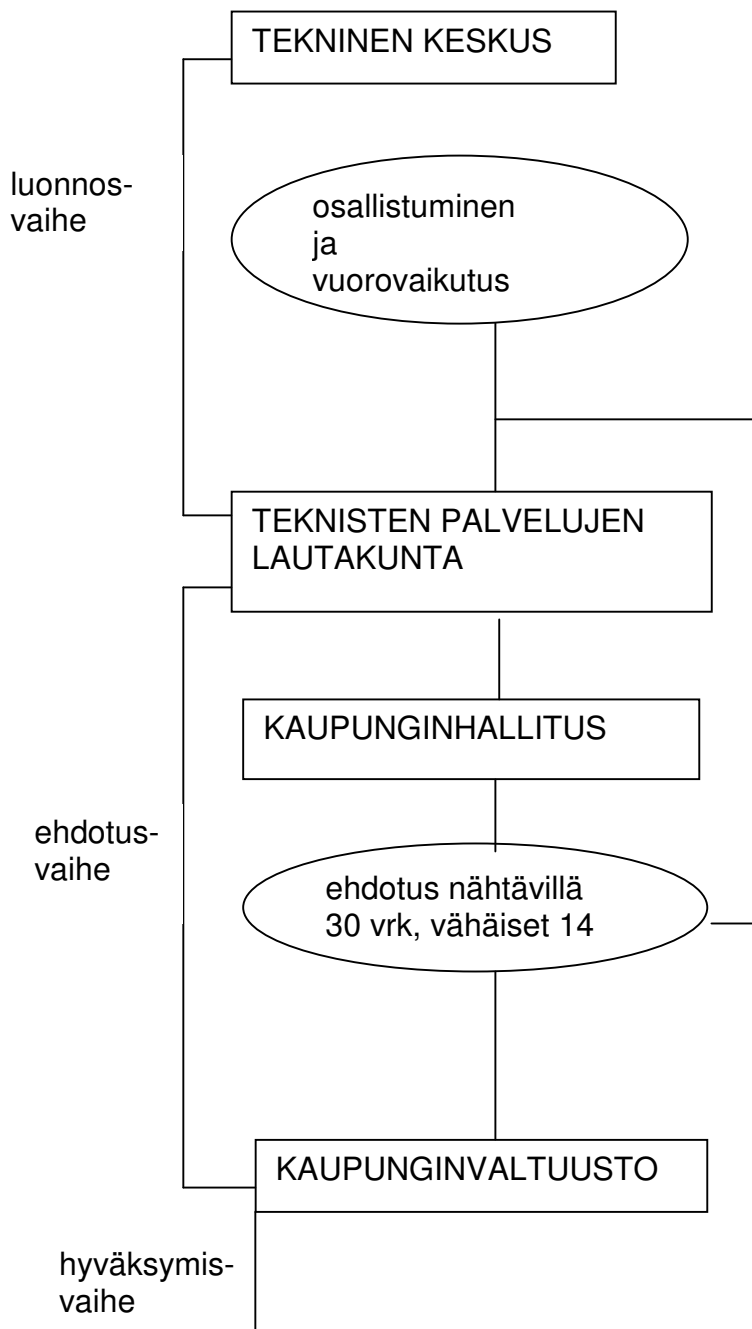 TEKNINEN KESKUS
luonnos-
vaihe
osallistuminen
ja
vuorovaikutus
TEKNISTEN PALVELUJEN
LAUTAKUNTA
KAUPUNGINHALLITUS
ehdotus-
vaihe
ehdotus nähtävillä
30 vrk, vähäiset 14
KAUPUNGINVALTUUSTO
hyväksymis-
vaihe